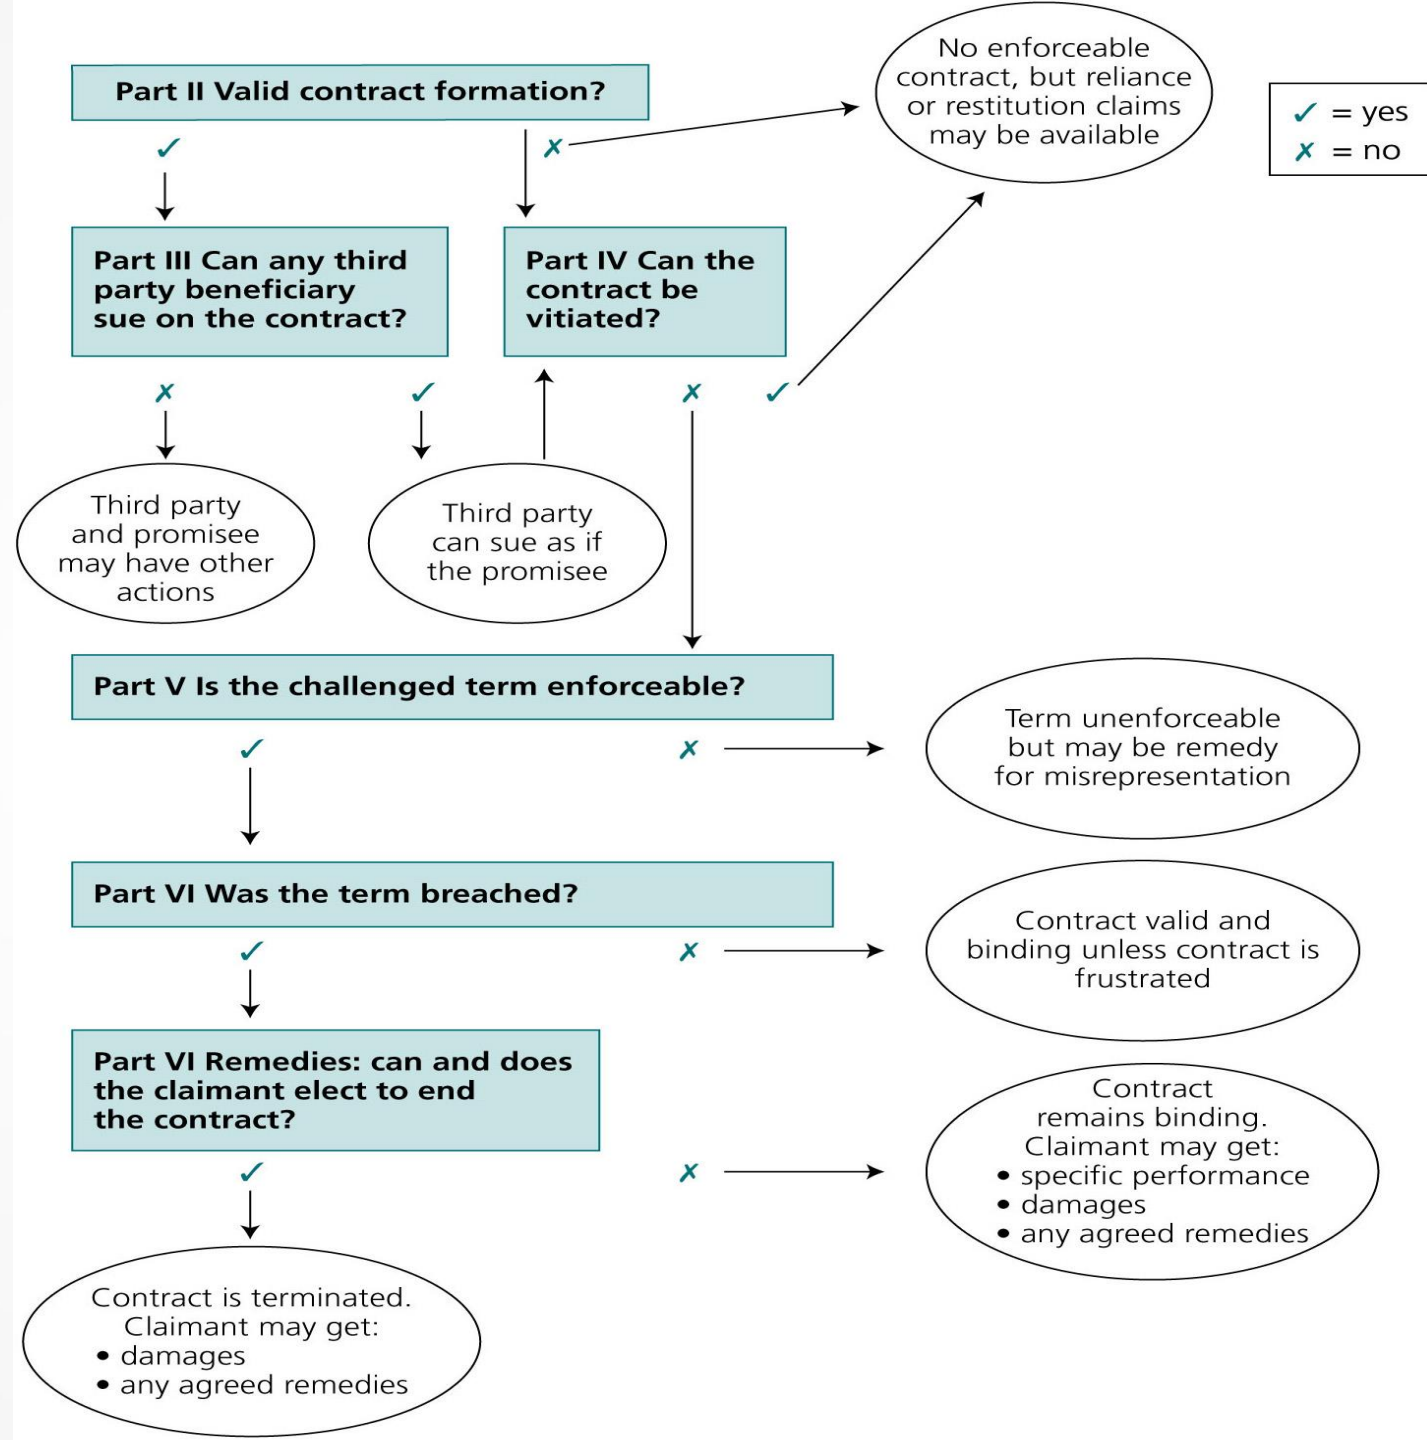 Part II Valid contract formation?
No enforceable
contract, but reliance
or restitution claims
may be available
✓ = yes
✗ = no
✓
✗
Part III Can any third
party beneficiary
sue on the contract?
Part IV Can the
contract be
vitiated?
✗
✓
✗
✓
Third party
and promisee
may have other
actions
Third party
can sue as if
the promisee
Part V Is the challenged term enforceable?
✓
✗
Term unenforceable
but may be remedy
for misrepresentation
Part VI Was the term breached?
✓
✗
Contract valid and
binding unless contract is
frustrated
Part VI Remedies: can and does
the claimant elect to end
the contract?
✓
✗
Contract
remains binding.
Claimant may get:
• specific performance
• damages
• any agreed remedies
Contract is terminated.
Claimant may get:
• damages
• any agreed remedies